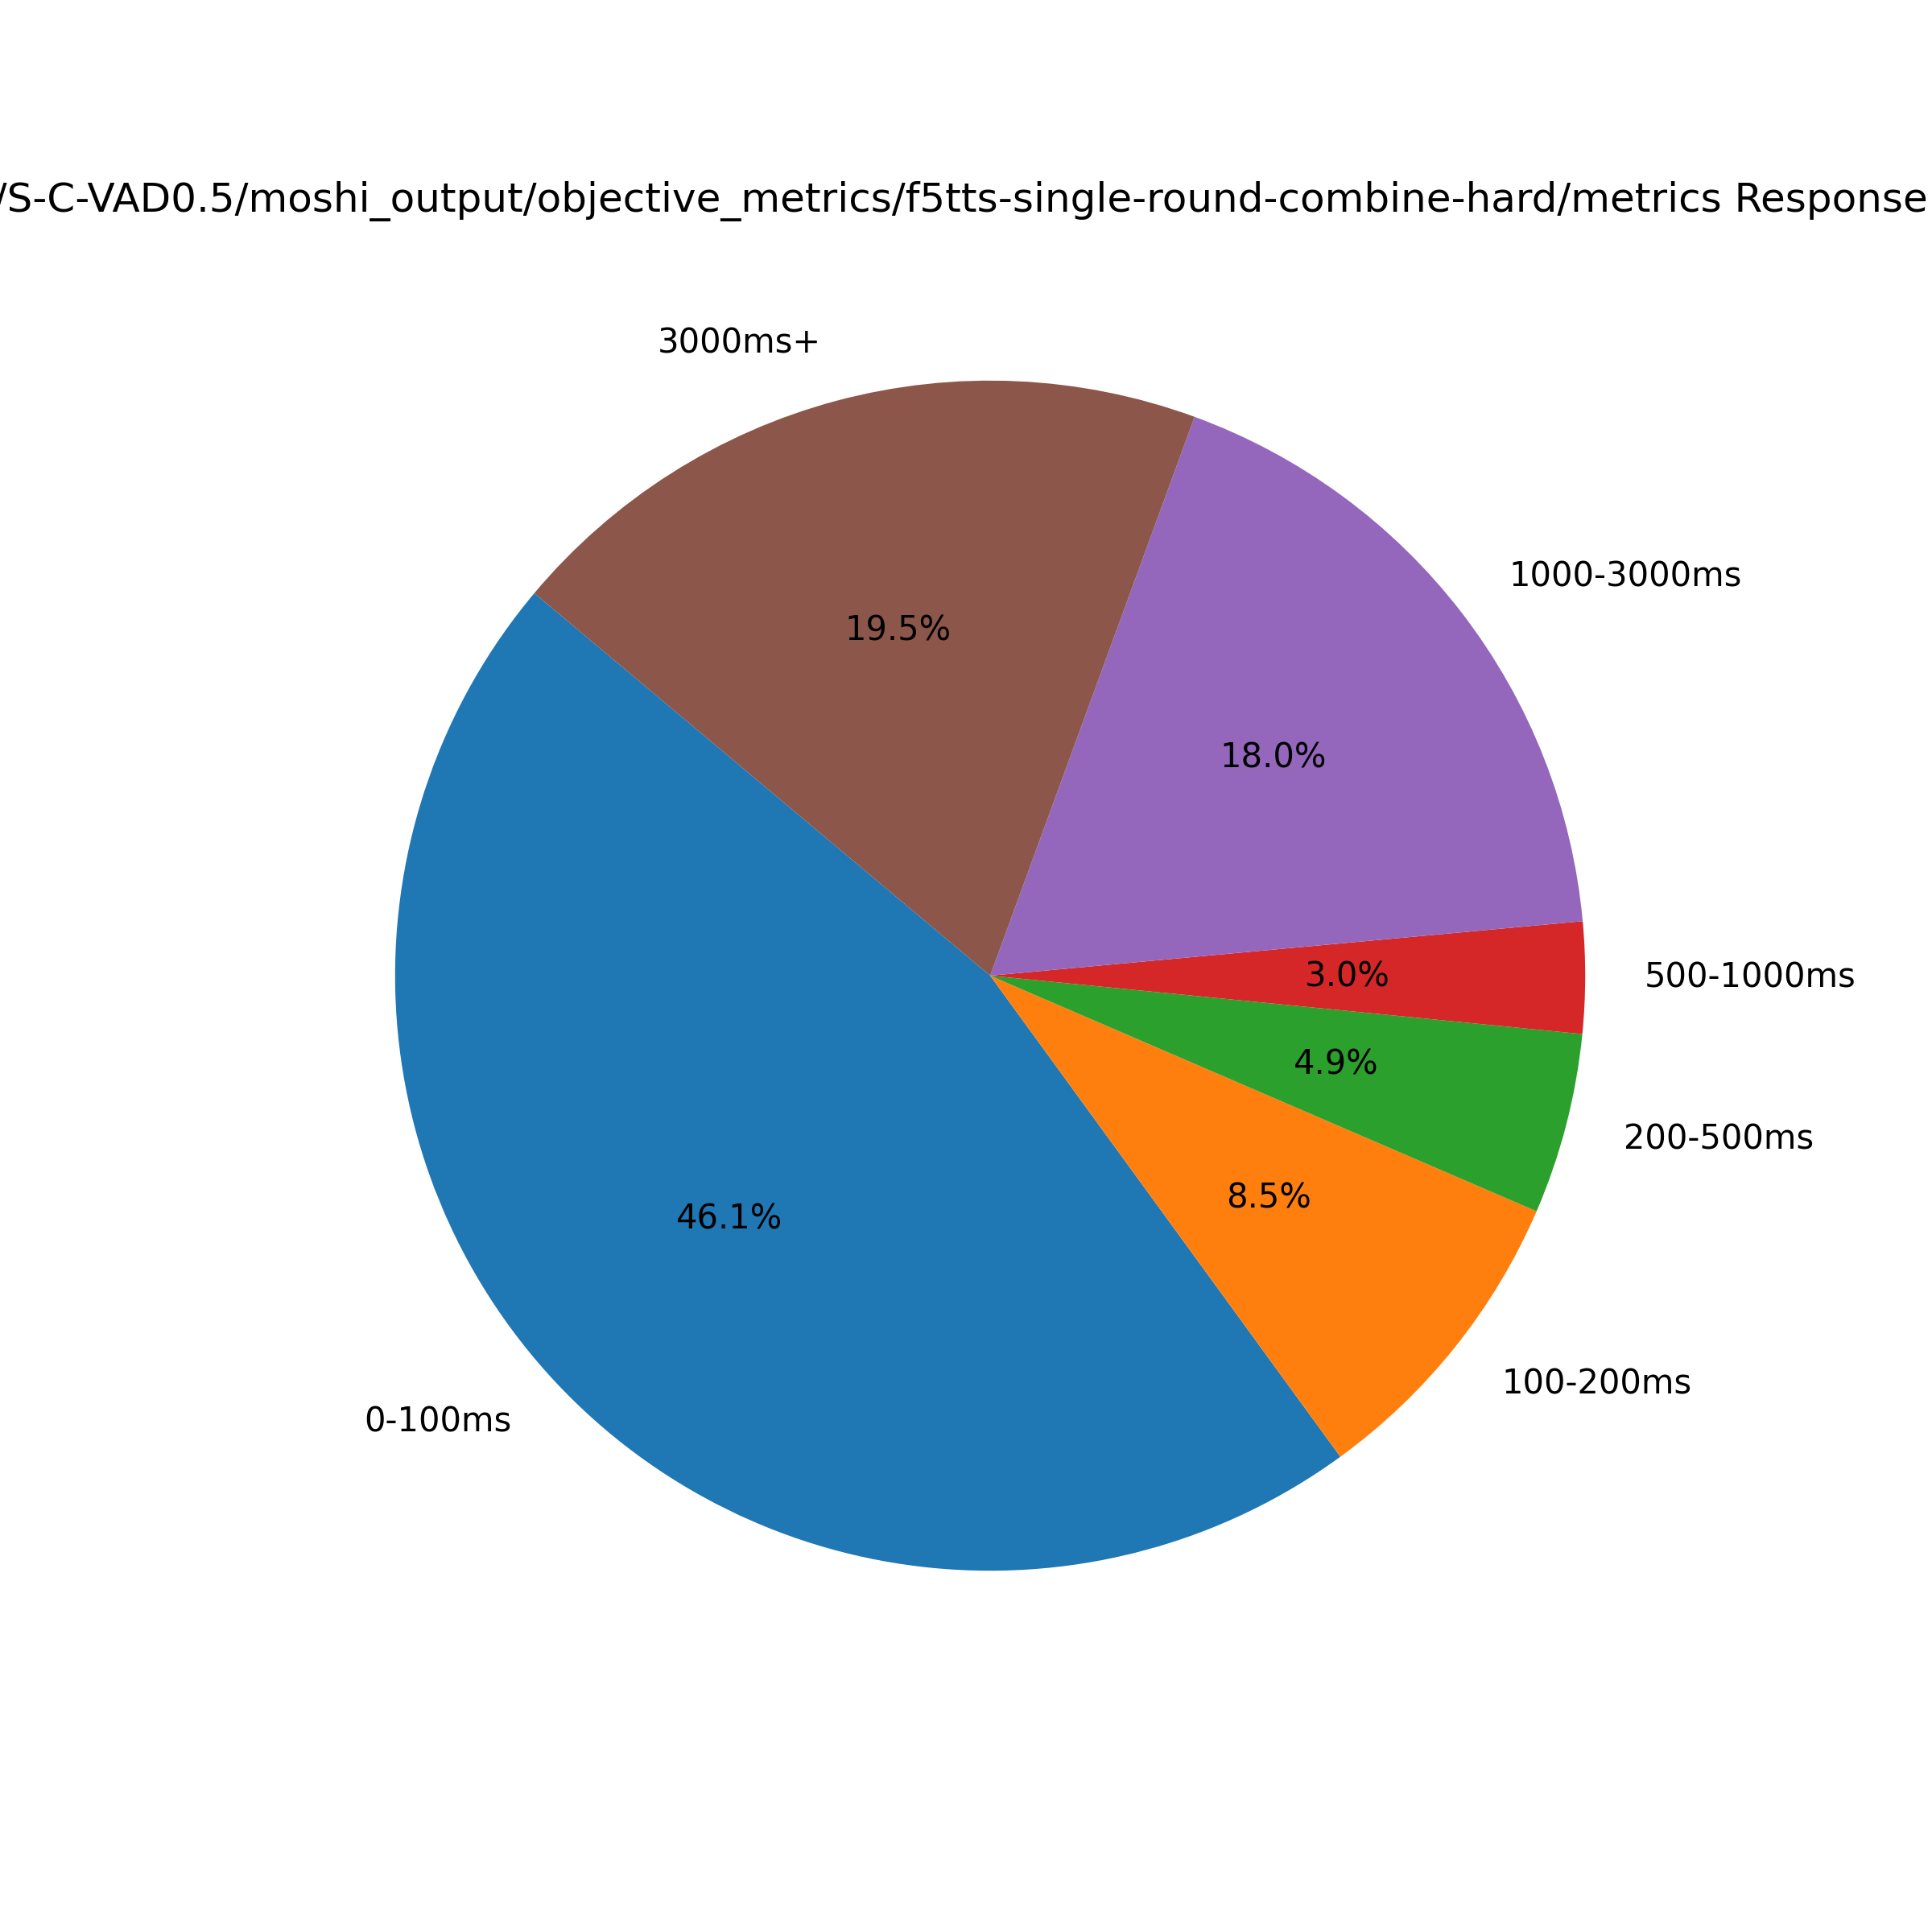 /S-C-VAD0.5/moshi_output/objective_metrics/f5tts-single-round-combine-hard/metrics Response
3000ms+
1000-3000ms
19.5%
18.0%
3.0%
500-1000ms
4.9%
200-500ms
8.5%
46.1%
100-200ms
0-100ms